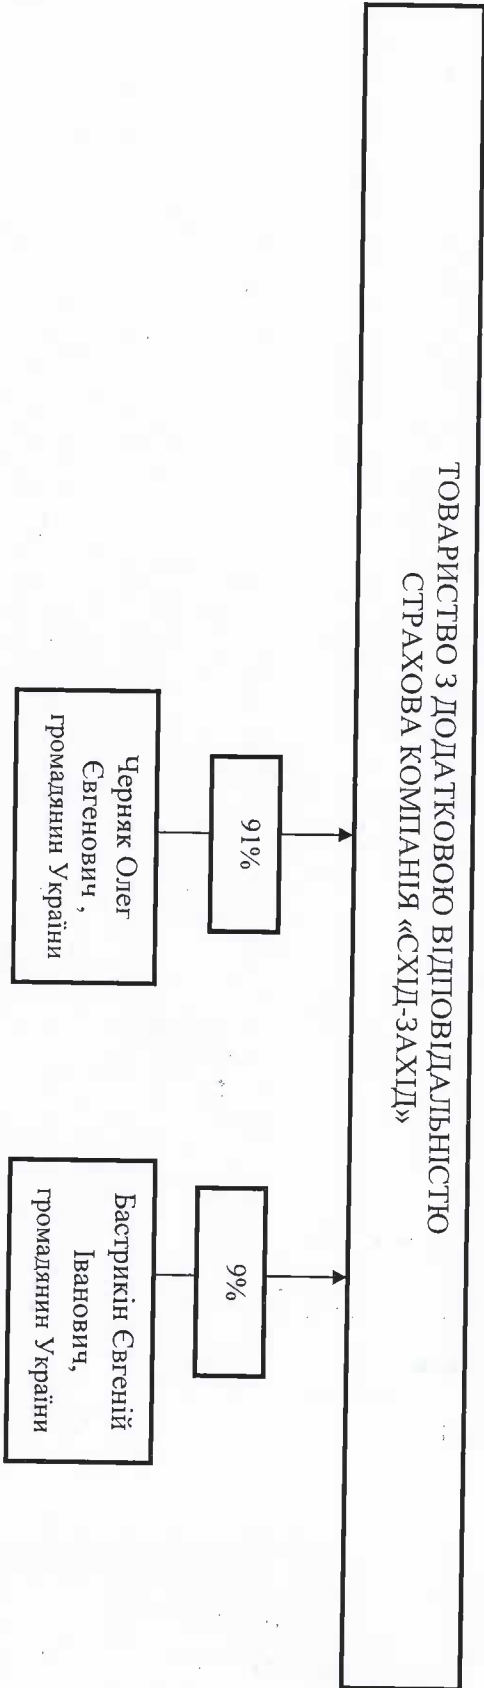 ТОВАРИСТВО З ДОДАТКОВОЮ ВІДПОВІДАЛЬНІСТЮ
СТРАХОВА КОМПАНІЯ «СХІД-ЗАХІД»
91%
9%
Черняк Олег
Євгенович ,
громадянин України
Бастрикін Євгеній
Іванович,
громадянин України